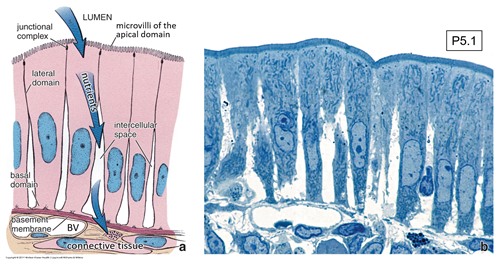 LUMEN
junctional
complex
microvilli of the
apical domain
P5.1
lateral
domain
nutrients
intercellular
space
basal
domain
basement
membrane
BV
connective tissue
a
b